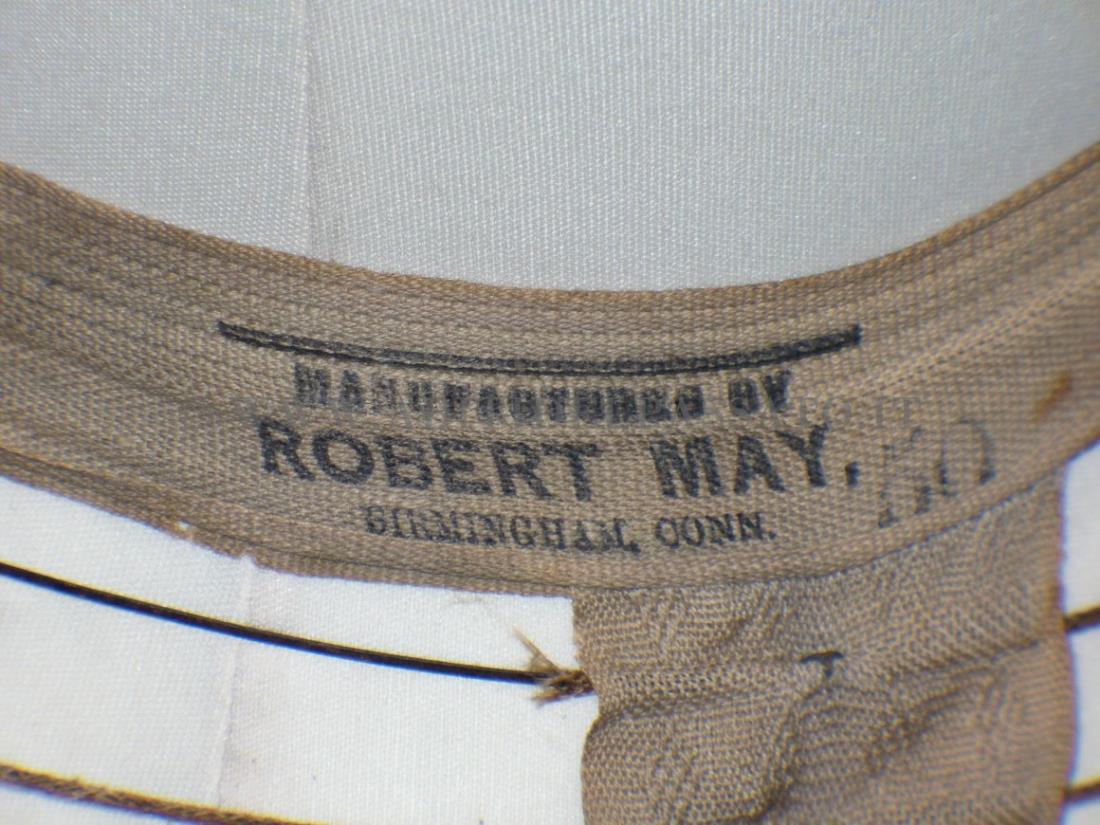 MANUFACTURED BY
ROBERT MAY,
BIRMINGHAM, CONN.